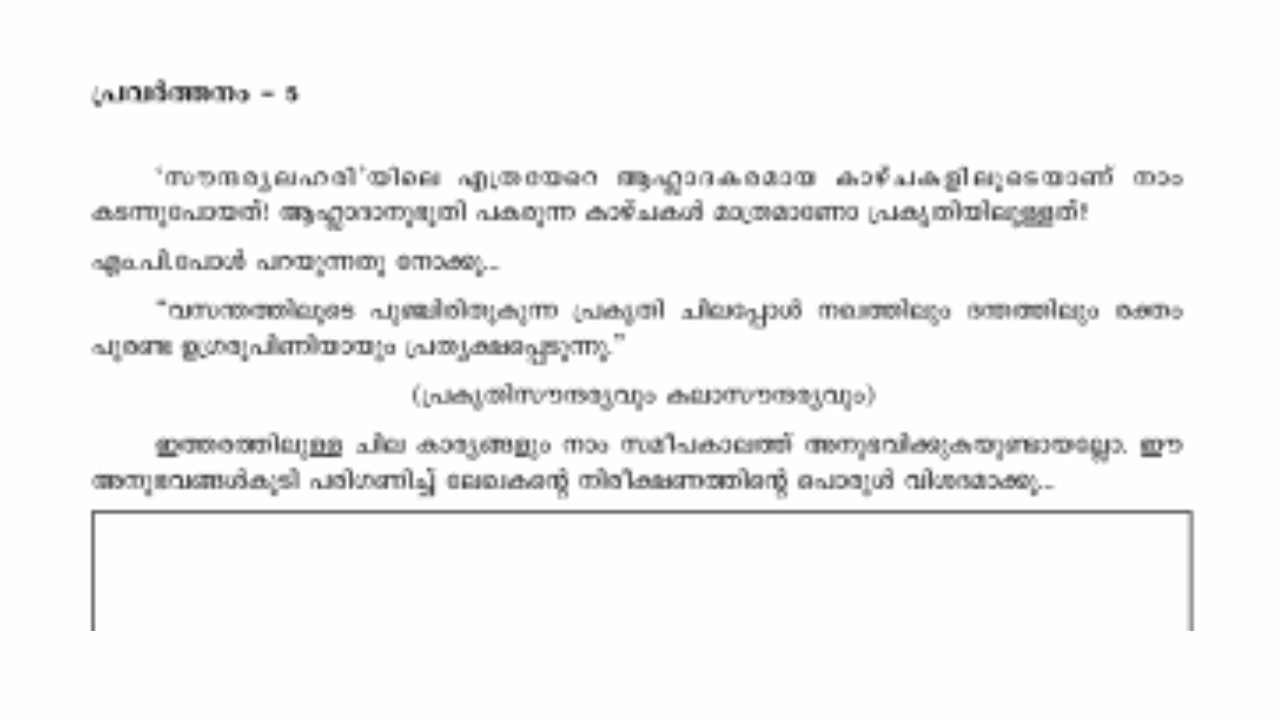 പ്രവർത്തനം – 5
'സൗന്ദര്യലഹരി'യിലെ എത്രയേറെ ആഹ്ലാദകരമായ കാഴ്ചകളിലൂടെയാണ് നാം
കടന്നുപോയത്! ആഹ്ലാദാനുഭൂതി പകരുന്ന കാഴ്ചകൾ മാത്രമാണോ പ്രകൃതിയിലുള്ളത്!
എം.പി.പോൾ പറയുന്നതു നോക്കൂ...
"വസന്തത്തിലൂടെ പുഞ്ചിരിതൂകുന്ന പ്രകൃതി ചിലപ്പോൾ നഖത്തിലും ദന്തത്തിലും രക്തം
പുരണ്ട ഉഗ്രരൂപിണിയായും പ്രത്യക്ഷപ്പെടുന്നു."
(പ്രകൃതിസൗന്ദര്യവും കലാസൗന്ദര്യവും)
ഇത്തരത്തിലുള്ള ചില കാര്യങ്ങളും നാം സമീപകാലത്ത് അനുഭവിക്കുകയുണ്ടായല്ലോ. ഈ
അനുഭവങ്ങൾകൂടി പരിഗണിച്ച് ലേഖകന്റെ നിരീക്ഷണത്തിന്റെ പൊരുൾ വിശദമാക്കൂ...